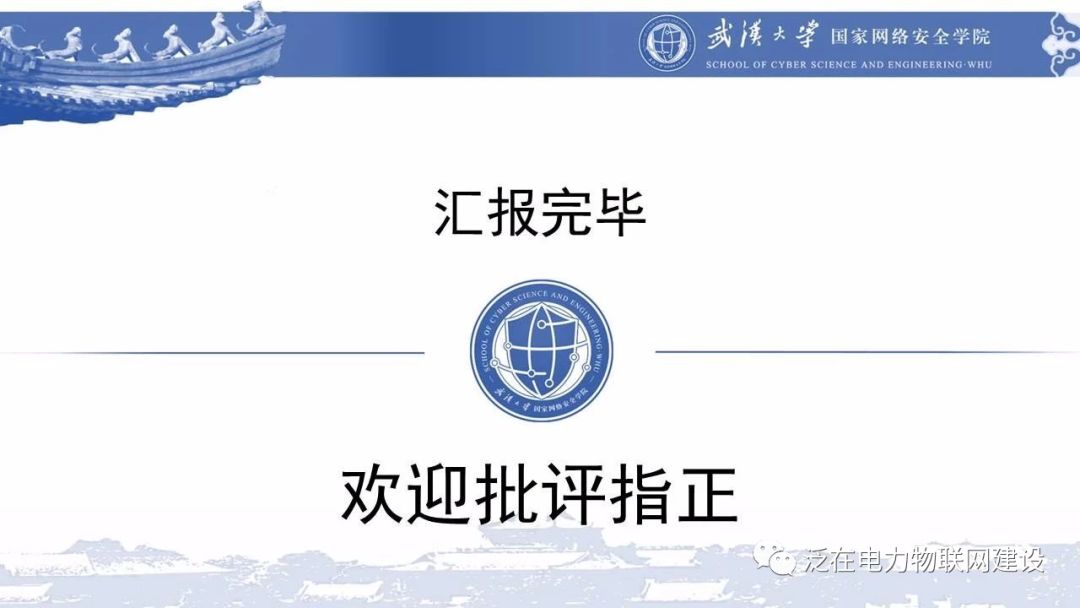 武漢大学 国家网络安全学院
SCHOOL OF CYBER SCIENCE AND ENGINEERING·WHU
汇报完毕
SCHOOL OF CYBER SCIENCE AND ENGINEERING WHU
武漢大学 国家网络安全学院
欢迎批评指正
泛在电力物联网建设